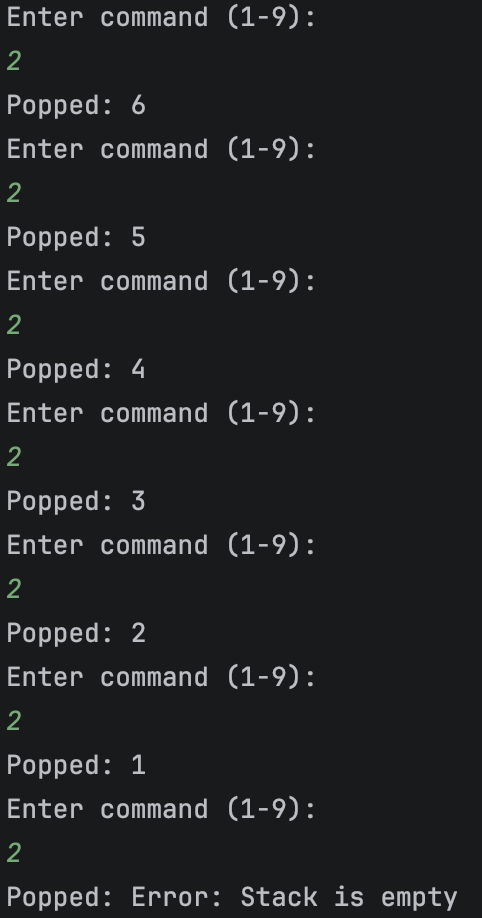 Enter command (1-9):
2
Popped: 6
Enter command (1-9):
2
Popped: 5
Enter command (1-9):
2
Popped: 4
Enter command (1-9):
2
Popped: 3
Enter command (1-9):
2
Popped: 2
Enter command (1-9):
2
Popped: 1
Enter command (1-9):
2
Popped: Error: Stack is empty